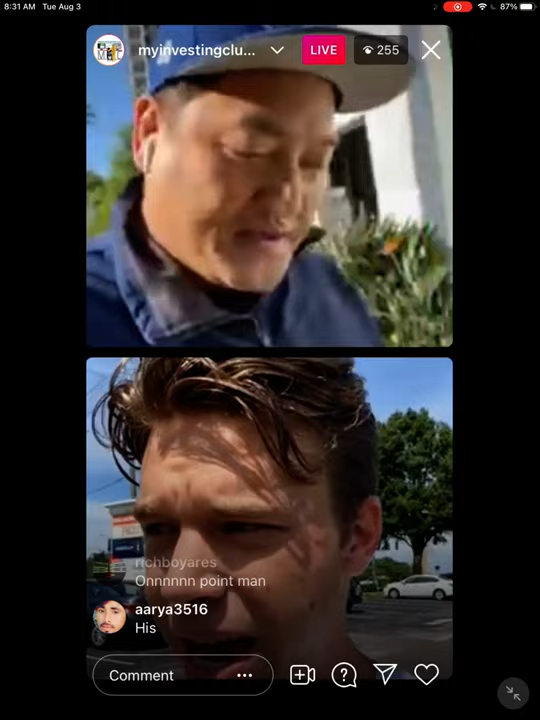 8:31 AM Tue Aug 3
87%
myinvestingclu...
LIVE
255
richboyares
Onnnnnn point man
aarya3516
His
Comment